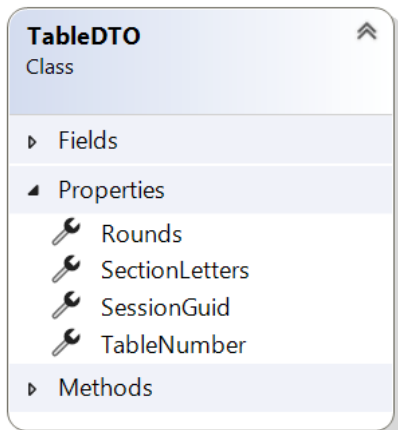 TableDTO
Class
Fields
Properties
Rounds
SectionLetters
SessionGuid
TableNumber
Methods